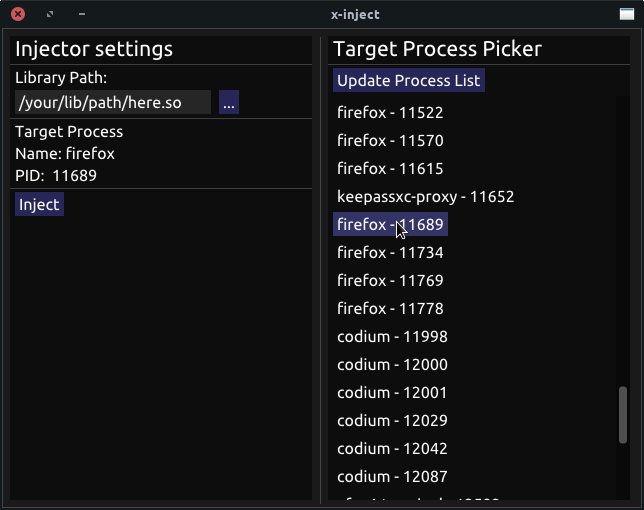 x-inject
Injector settings
Library Path:
/your/lib/path/here.so
...
Target Process
Name: firefox
PID: 11689
Inject
Target Process Picker
Update Process List
firefox - 11522
firefox - 11570
firefox - 11615
keepassxc-proxy - 11652
firefox - 11689
firefox - 11734
firefox - 11769
firefox - 11778
codium - 11998
codium - 12000
codium - 12001
codium - 12029
codium - 12042
codium - 12087